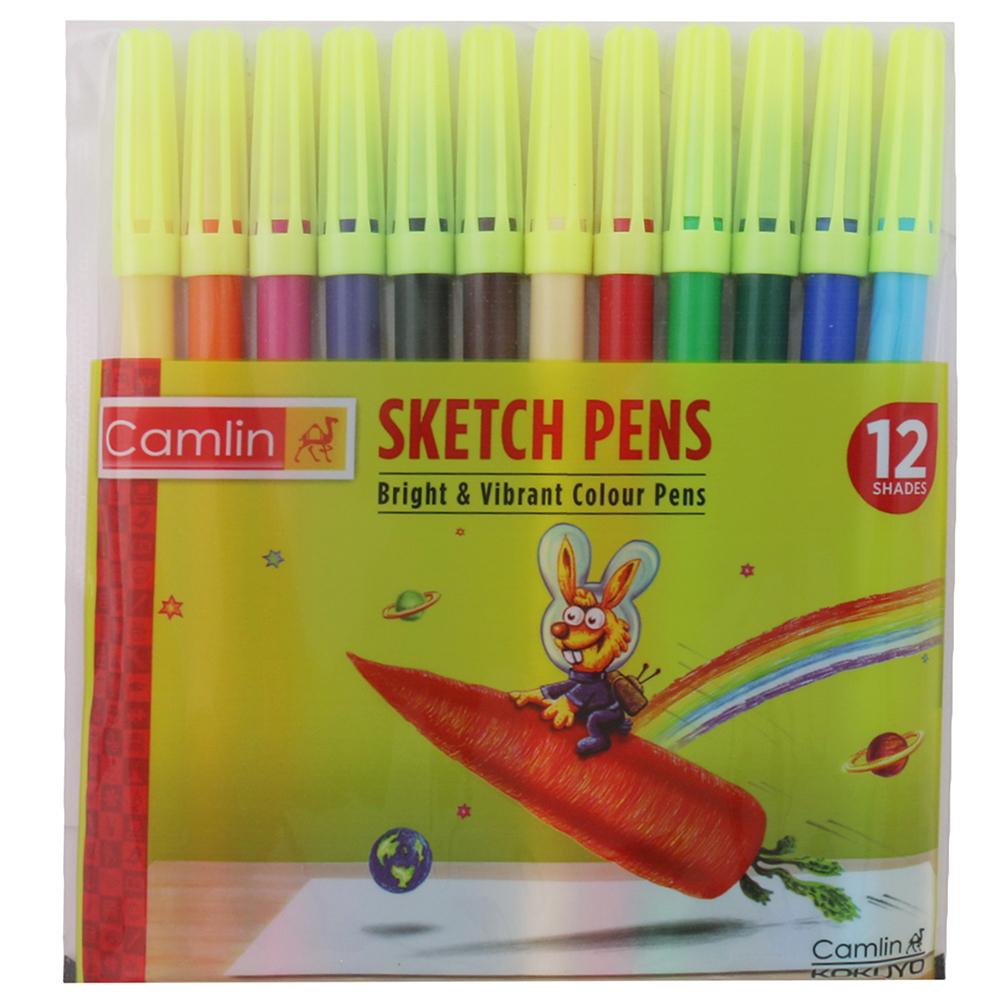 Camlin
SKETCH PENS
Bright & Vibrant Colour Pens
12
SHADES
Camlin
KOKUYO